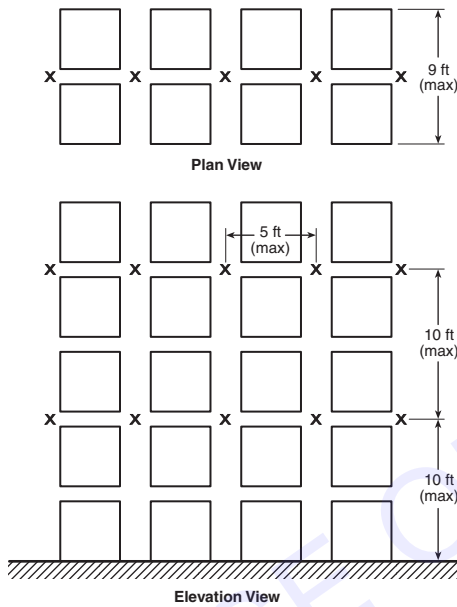 x x x x x
9 ft
(max)
Plan View
5 ft
(max)
x x x x x
10 ft
(max)
x x x x x
10 ft
(max)
Elevation View